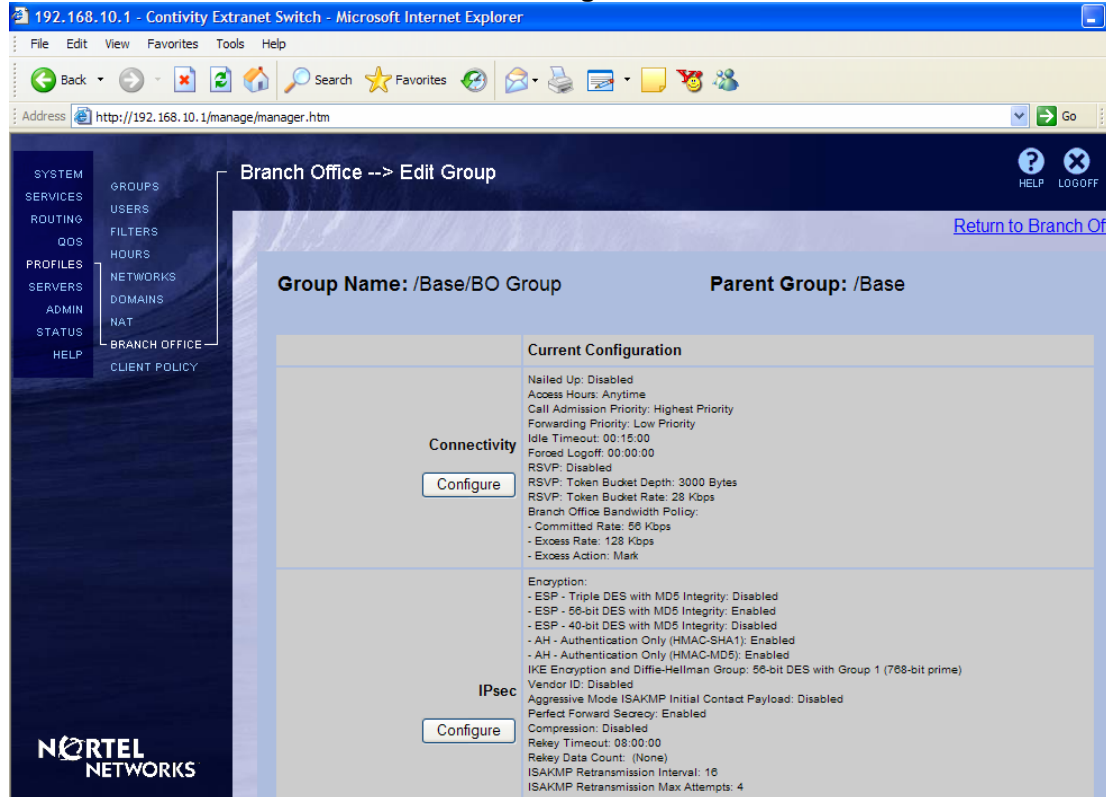 192.168.10.1 - Contivity Extranet Switch - Microsoft Internet Explorer
File Edit View Favorites Tools Help
Back Search Favorites
Address http://192.168.10.1/manage/manager.htm Go
SYSTEM
SERVICES
ROUTING
QOS
PROFILES
SERVERS
ADMIN
STATUS
HELP
GROUPS
USERS
FILTERS
HOURS
NETWORKS
DOMAINS
NAT
BRANCH OFFICE
CLIENT POLICY
Branch Office --> Edit Group
HELP LOGOFF
Return to Branch Of
Group Name: /Base/BO Group Parent Group: /Base
Current Configuration
Connectivity
Configure
Nailed Up: Disabled
Access Hours: Anytime
Call Admission Priority: Highest Priority
Forwarding Priority: Low Priority
Idle Timeout: 00:15:00
Forced Logoff: 00:00:00
RSVP: Disabled
RSVP: Token Bucket Depth: 3000 Bytes
RSVP: Token Bucket Rate: 28 Kbps
Branch Office Bandwidth Policy:
- Committed Rate: 56 Kbps
- Excess Rate: 128 Kbps
- Excess Action: Mark
IPsec
Configure
Encryption:
- ESP - Triple DES with MD5 Integrity: Disabled
- ESP - 56-bit DES with MD5 Integrity: Enabled
- ESP - 40-bit DES with MD5 Integrity: Disabled
- AH - Authentication Only (HMAC-SHA1): Enabled
- AH - Authentication Only (HMAC-MD5): Enabled
IKE Encryption and Diffie-Hellman Group: 56-bit DES with Group 1 (768-bit prime)
Vendor ID: Disabled
Aggressive Mode ISAKMP Initial Contact Payload: Disabled
Perfect Forward Secrecy: Enabled
Compression: Disabled
Rekey Timeout: 08:00:00
Rekey Data Count: (None)
ISAKMP Retransmission Interval: 16
ISAKMP Retransmission Max Attempts: 4
NORTEL
NETWORKS